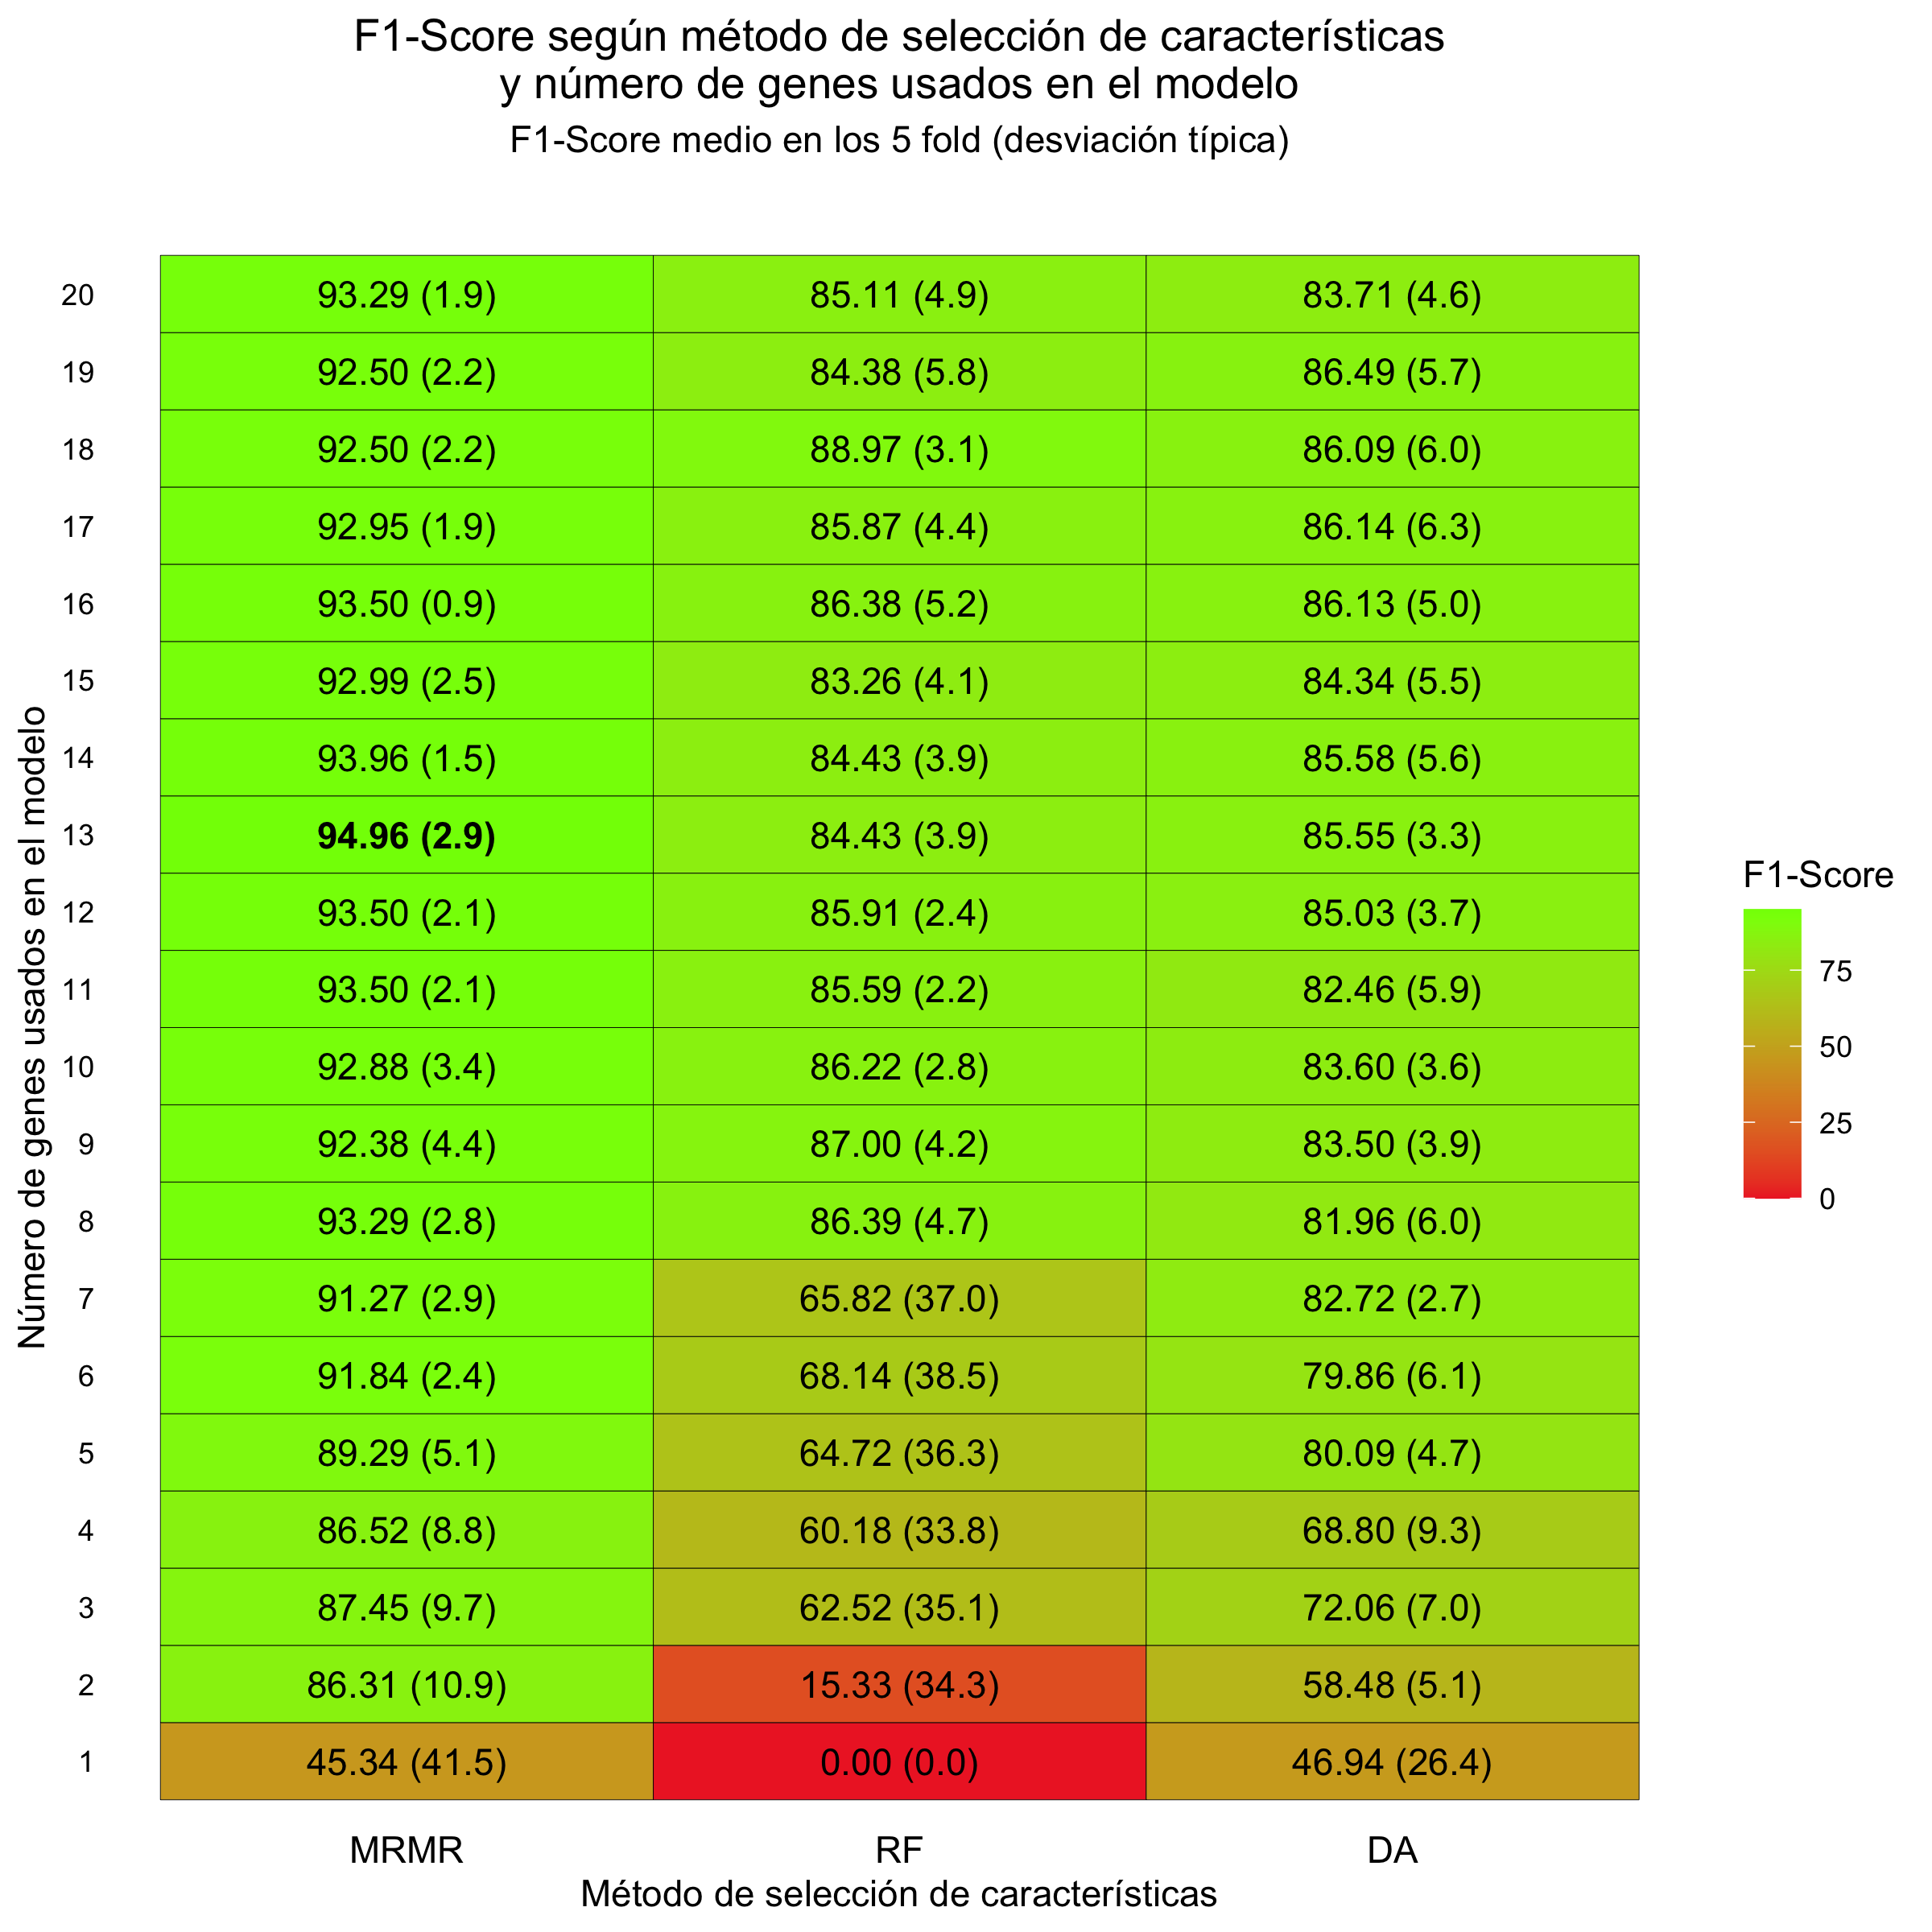 F1-Score según método de selección de características
y número de genes usados en el modelo
F1-Score medio en los 5 fold (desviación típica)
Número de genes usados en el modelo
20 93.29 (1.9) 85.11 (4.9) 83.71 (4.6)
19 92.50 (2.2) 84.38 (5.8) 86.49 (5.7)
18 92.50 (2.2) 88.97 (3.1) 86.09 (6.0)
17 92.95 (1.9) 85.87 (4.4) 86.14 (6.3)
16 93.50 (0.9) 86.38 (5.2) 86.13 (5.0)
15 92.99 (2.5) 83.26 (4.1) 84.34 (5.5)
14 93.96 (1.5) 84.43 (3.9) 85.58 (5.6)
13 94.96 (2.9) 84.43 (3.9) 85.55 (3.3)
12 93.50 (2.1) 85.91 (2.4) 85.03 (3.7)
11 93.50 (2.1) 85.59 (2.2) 82.46 (5.9)
10 92.88 (3.4) 86.22 (2.8) 83.60 (3.6)
9 92.38 (4.4) 87.00 (4.2) 83.50 (3.9)
8 93.29 (2.8) 86.39 (4.7) 81.96 (6.0)
7 91.27 (2.9) 65.82 (37.0) 82.72 (2.7)
6 91.84 (2.4) 68.14 (38.5) 79.86 (6.1)
5 89.29 (5.1) 64.72 (36.3) 80.09 (4.7)
4 86.52 (8.8) 60.18 (33.8) 68.80 (9.3)
3 87.45 (9.7) 62.52 (35.1) 72.06 (7.0)
2 86.31 (10.9) 15.33 (34.3) 58.48 (5.1)
1 45.34 (41.5) 0.00 (0.0) 46.94 (26.4)
MRMR RF DA
Método de selección de características
F1-Score
75
50
25
0